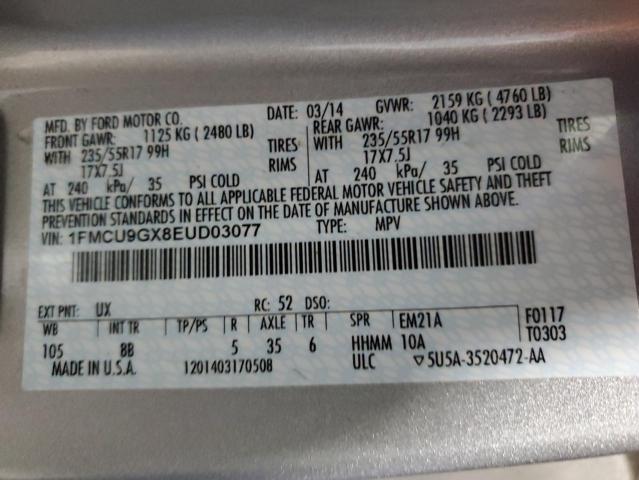 MFD. BY FORD MOTOR CO. DATE: 03/14 GVWR: 2159 KG ( 4760 LB)
FRONT GAWR: 1125 KG ( 2480 LB) REAR GAWR: 1040 KG ( 2293 LB)
WITH 235/55R17 99H TIRES WITH 235/55R17 99H TIRES
17X7.5J RIMS 17X7.5J RIMS
AT 240 kPa/ 35 PSI COLD AT 240 kPa/ 35 PSI COLD
THIS VEHICLE CONFORMS TO ALL APPLICABLE FEDERAL MOTOR VEHICLE SAFETY AND THEFT
PREVENTION STANDARDS IN EFFECT ON THE DATE OF MANUFACTURE SHOWN ABOVE.
VIN: 1FMCU9GX8EUD03077 TYPE: MPV
EXT PNT: UX RC: 52 DSO:
WB INT TR TP/PS R AXLE TR SPR EM21A F0117
105 BB 5 35 6 HHMM 10A T0303
MADE IN U.S.A. 1201403170508 ULC ▽5U5A-3520472-AA